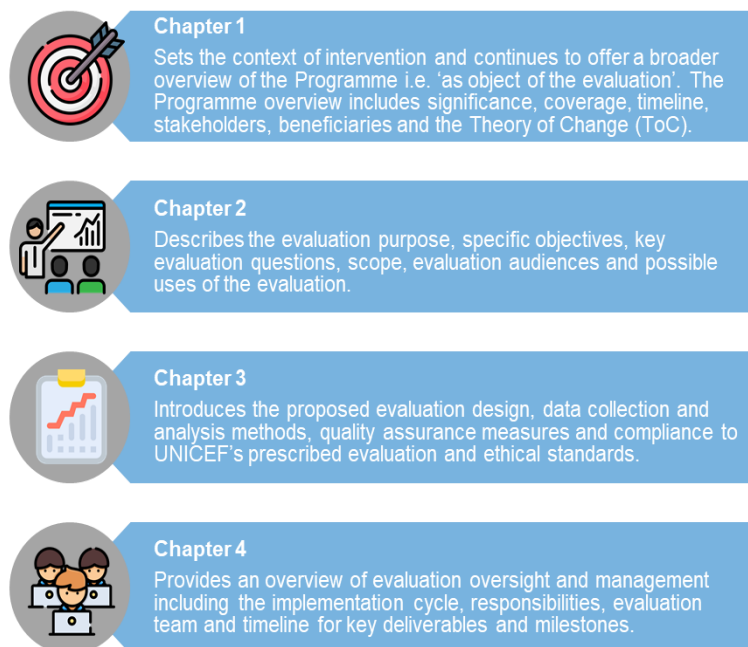 Chapter 1
Sets the context of intervention and continues to offer a broader
overview of the Programme i.e. ‘as object of the evaluation’. The
Programme overview includes significance, coverage, timeline,
stakeholders, beneficiaries and the Theory of Change (ToC).
Chapter 2
Describes the evaluation purpose, specific objectives, key
evaluation questions, scope, evaluation audiences and possible
uses of the evaluation.
Chapter 3
Introduces the proposed evaluation design, data collection and
analysis methods, quality assurance measures and compliance to
UNICEF’s prescribed evaluation and ethical standards.
Chapter 4
Provides an overview of evaluation oversight and management
including the implementation cycle, responsibilities, evaluation
team and timeline for key deliverables and milestones.